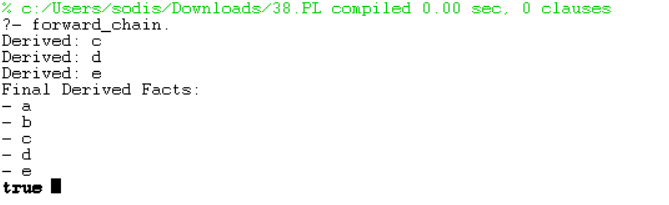 % c:/Users/sodis/Downloads/38.PL compiled 0.00 sec, 0 clauses
?- forward_chain.
Derived: c
Derived: d
Derived: e
Final Derived Facts:
- a
- b
- c
- d
- e
true